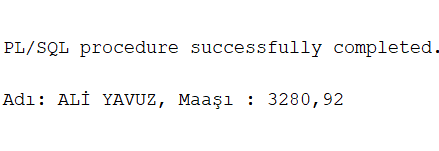 PL/SQL procedure successfully completed.
Adı: ALİ YAVUZ, Maaşı : 3280,92